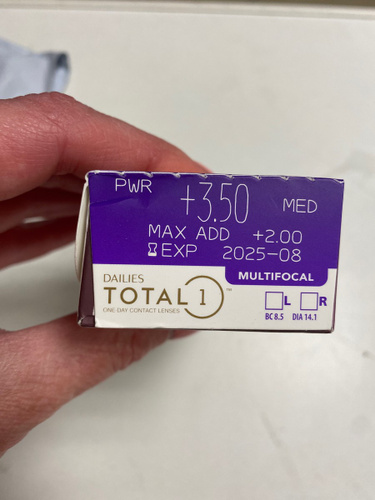 PWR +3.50 MED
MAX ADD +2.00
EXP 2025-08
MULTIFOCAL
DAILIES
TOTAL 1™
ONE-DAY CONTACT LENSES
L R
BC 8.5 DIA 14.1